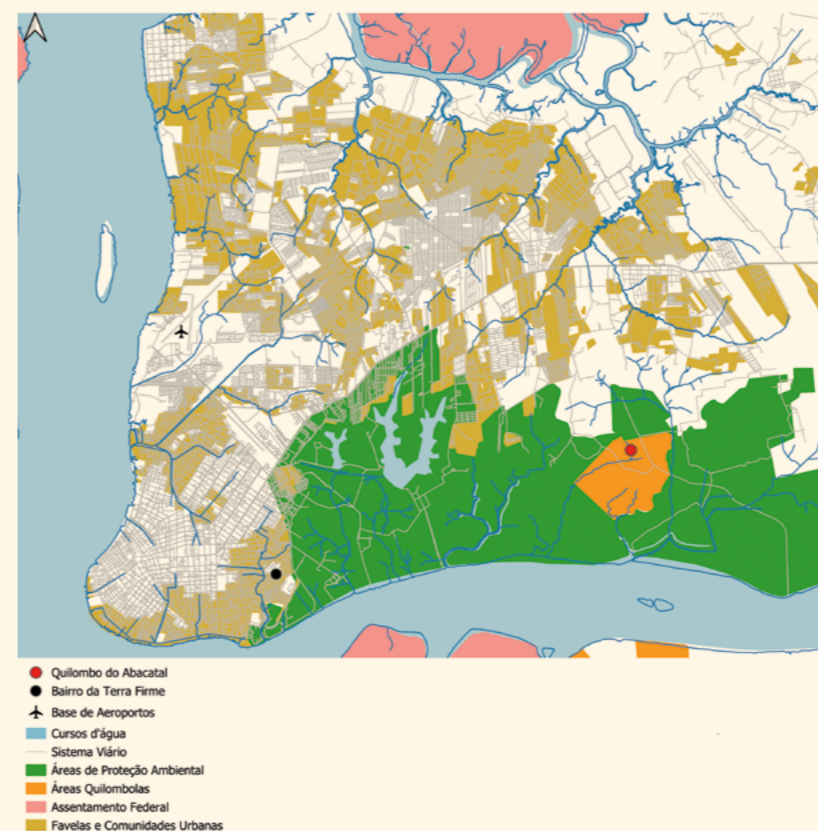 Quilombo do Abacatal
Bairro da Terra Firme
Base de Aeroportos
Cursos d'água
Sistema Viário
Áreas de Proteção Ambiental
Áreas Quilombolas
Assentamento Federal
Favelas e Comunidades Urbanas